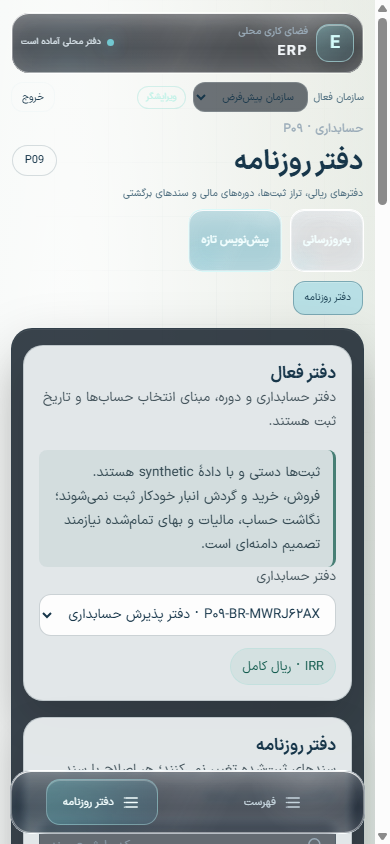 E
فضای کاری محلی
ERP
دفتر محلی آماده است
سازمان فعال
سازمان پیش‌فرض
ویرایشگر
خروج
حسابداری · P۰۹
دفتر روزنامه
P09
دفترهای ریالی، تراز ثبت‌ها، دوره‌های مالی و سندهای برگشتی
به‌روزرسانی
پیش‌نویس تازه
دفتر روزنامه
دفتر فعال
دفتر حسابداری و دوره، مبنای انتخاب حساب‌ها و تاریخ
ثبت هستند.
ثبت‌ها دستی و با دادهٔ synthetic هستند.
فروش، خرید و گردش انبار خودکار ثبت نمی‌شوند؛
نگاشت حساب، مالیات و بهای تمام‌شده نیازمند
تصمیم دامنه‌ای است.
دفتر حسابداری
P۰۹-BR-MWRJ۶۲AX · دفتر پذیرش حسابداری
IRR · ریال کامل
دفتر روزنامه
فهرست
دفتر روزنامه